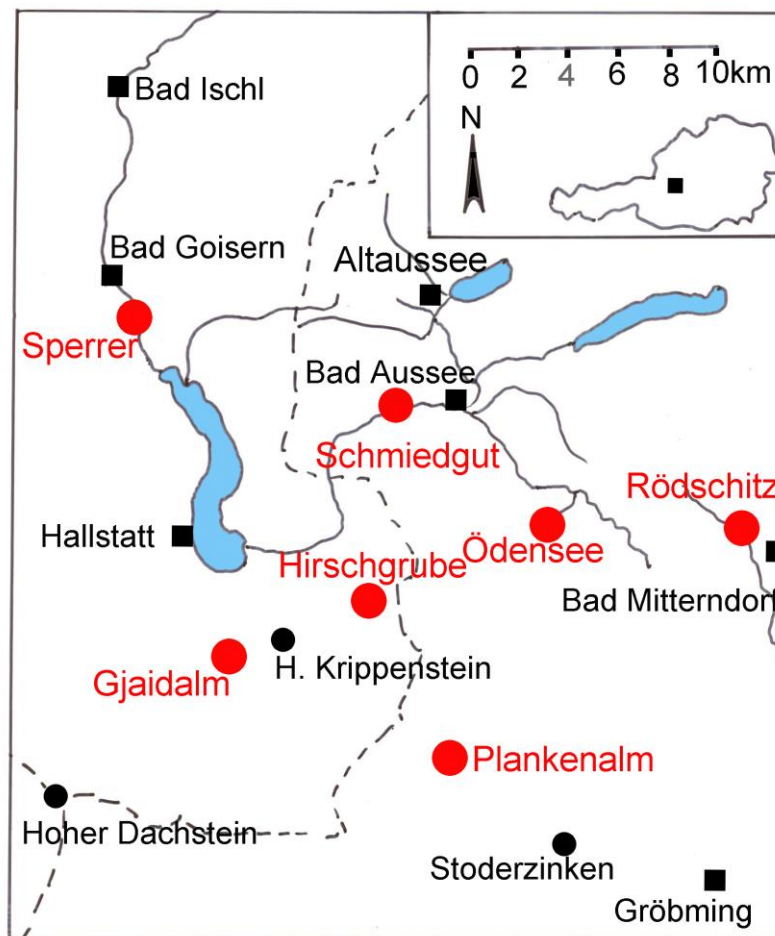 0 2 4 6 8 10km
N
Bad Ischl
Bad Goisern
Altaussee
Sperrer
Bad Aussee
Schmiedgut
Rödschitz
Hallstatt
Ödensee
Hirschgrube
Bad Mitterndorf
H. Krippenstein
Gjaidalm
Plankenalm
Hoher Dachstein
Stoderzinken
Gröbming